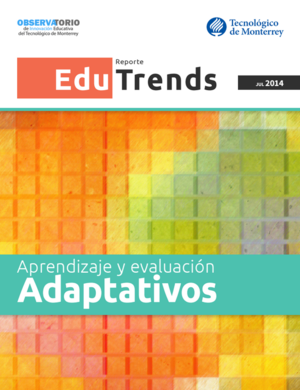 OBSERVATORIO
de Innovación Educativa
del Tecnológico de Monterrey
Tecnológico
de Monterrey
Reporte
Edu Trends
JUL 2014
Aprendizaje y evaluación
Adaptativos